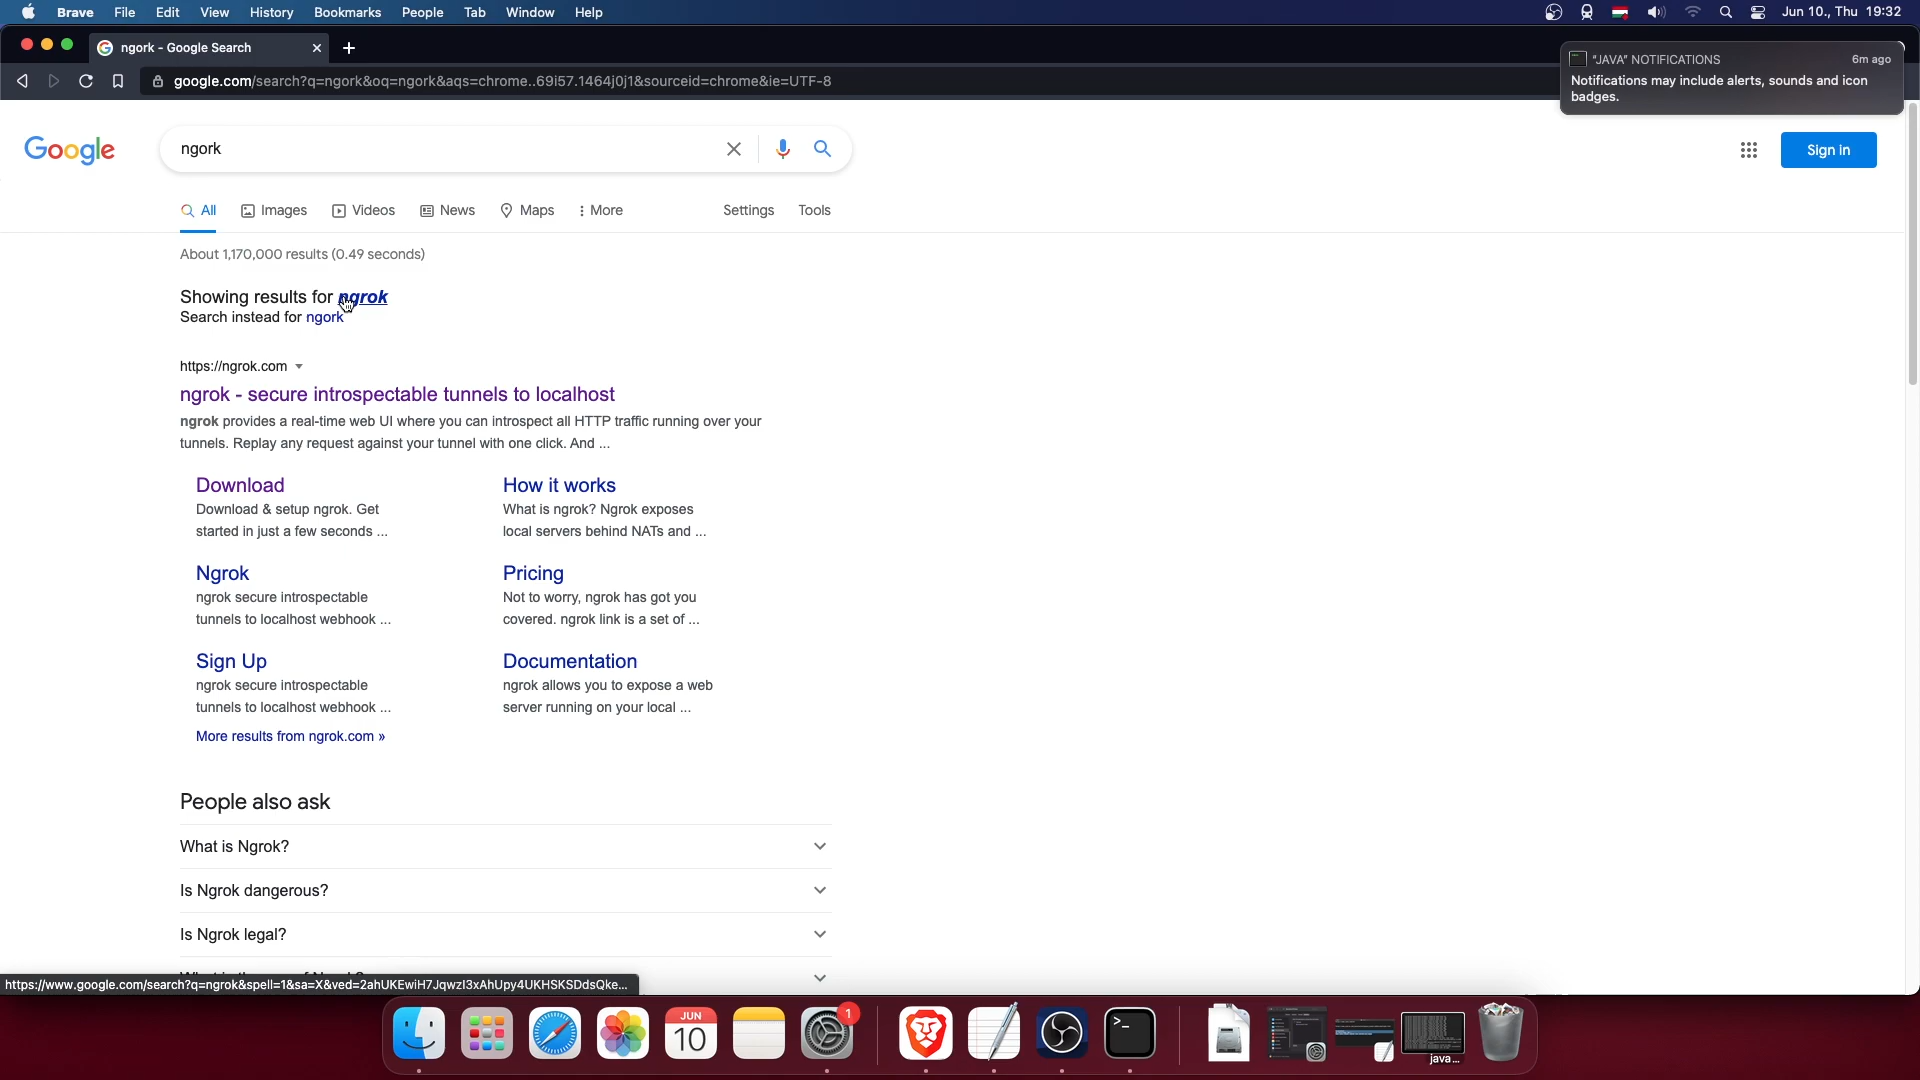 Brave File Edit View History Bookmarks People Tab Window Help Jun 10., Thu 19:32
ngork - Google Search
google.com/search?q=ngork&oq=ngork&aqs=chrome..69i57.1464j0j1&sourceid=chrome&ie=UTF-8
"JAVA" NOTIFICATIONS 6m ago
Notifications may include alerts, sounds and icon
badges.
Google ngork Sign in
All Images Videos News Maps More Settings Tools
About 1,170,000 results (0.49 seconds)
Showing results for ngrok
Search instead for ngork
https://ngrok.com
ngrok - secure introspectable tunnels to localhost
ngrok provides a real-time web UI where you can introspect all HTTP traffic running over your
tunnels. Replay any request against your tunnel with one click. And ...
Download
Download & setup ngrok. Get
started in just a few seconds ...
How it works
What is ngrok? Ngrok exposes
local servers behind NATs and ...
Ngrok
ngrok secure introspectable
tunnels to localhost webhook ...
Pricing
Not to worry, ngrok has got you
covered. ngrok link is a set of ...
Sign Up
ngrok secure introspectable
tunnels to localhost webhook ...
Documentation
ngrok allows you to expose a web
server running on your local ...
More results from ngrok.com »
People also ask
What is Ngrok?
Is Ngrok dangerous?
Is Ngrok legal?
https://www.google.com/search?q=ngrok&spell=1&sa=X&ved=2ahUKEwiH7JqwzI3xAhUpy4UKHSKSDdsQke...
JUN
10
1
>_
java...